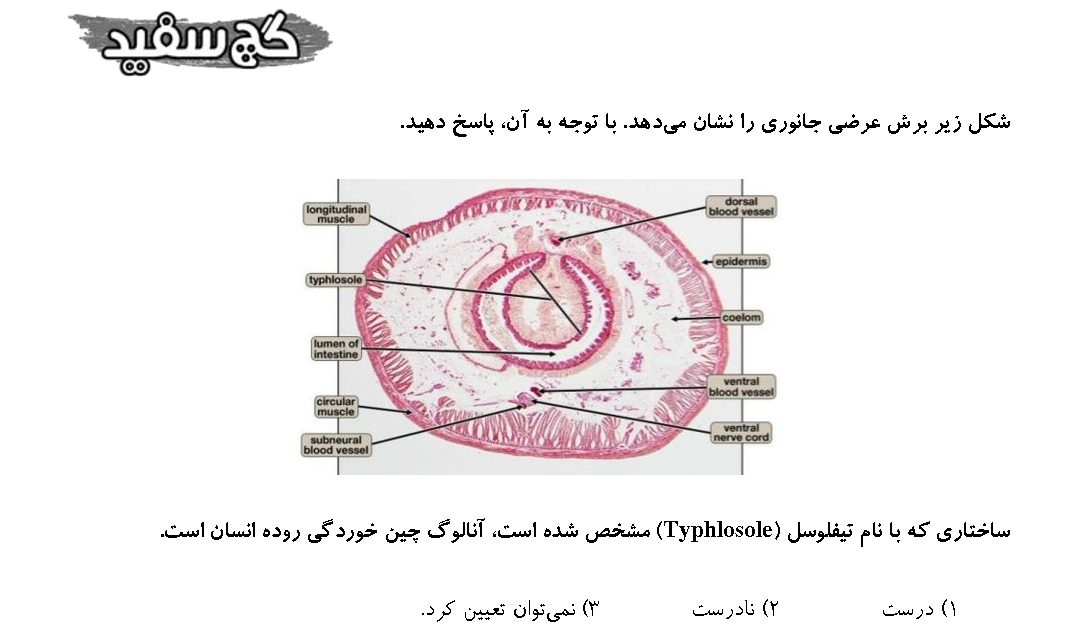 گچ سفید
شکل زیر برش عرضی جانوری را نشان می‌دهد. با توجه به آن، پاسخ دهید.
longitudinal
muscle
dorsal
blood vessel
epidermis
typhlosole
coelom
lumen of
intestine
ventral
blood vessel
circular
muscle
ventral
nerve cord
subneural
blood vessel
ساختاری که با نام تیفلوسل (Typhlosole) مشخص شده است، آنالوگ چین خوردگی روده انسان است.
۱) درست ۲) نادرست ۳) نمی‌توان تعیین کرد.